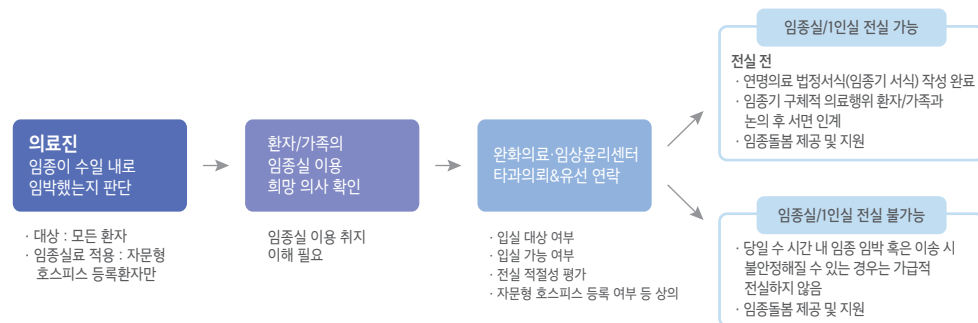 의료진
임종이 수일 내로
임박했는지 판단
· 대상 : 모든 환자
· 임종실료 적용 : 자문형
호스피스 등록환자만
환자/가족의
임종실 이용
희망 의사 확인
임종실 이용 취지
이해 필요
완화의료·임상윤리센터
타과의뢰&유선 연락
· 입실 대상 여부
· 입실 가능 여부
· 전실 적절성 평가
· 자문형 호스피스 등록 여부 등 상의
임종실/1인실 전실 가능
전실 전
· 연명의료 법정서식(임종기 서식) 작성 완료
· 임종기 구체적 의료행위 환자/가족과
논의 후 서면 인계
· 임종돌봄 제공 및 지원
임종실/1인실 전실 불가능
· 당일 수 시간 내 임종 임박 혹은 이송 시
불안정해질 수 있는 경우는 가급적
전실하지 않음
· 임종돌봄 제공 및 지원